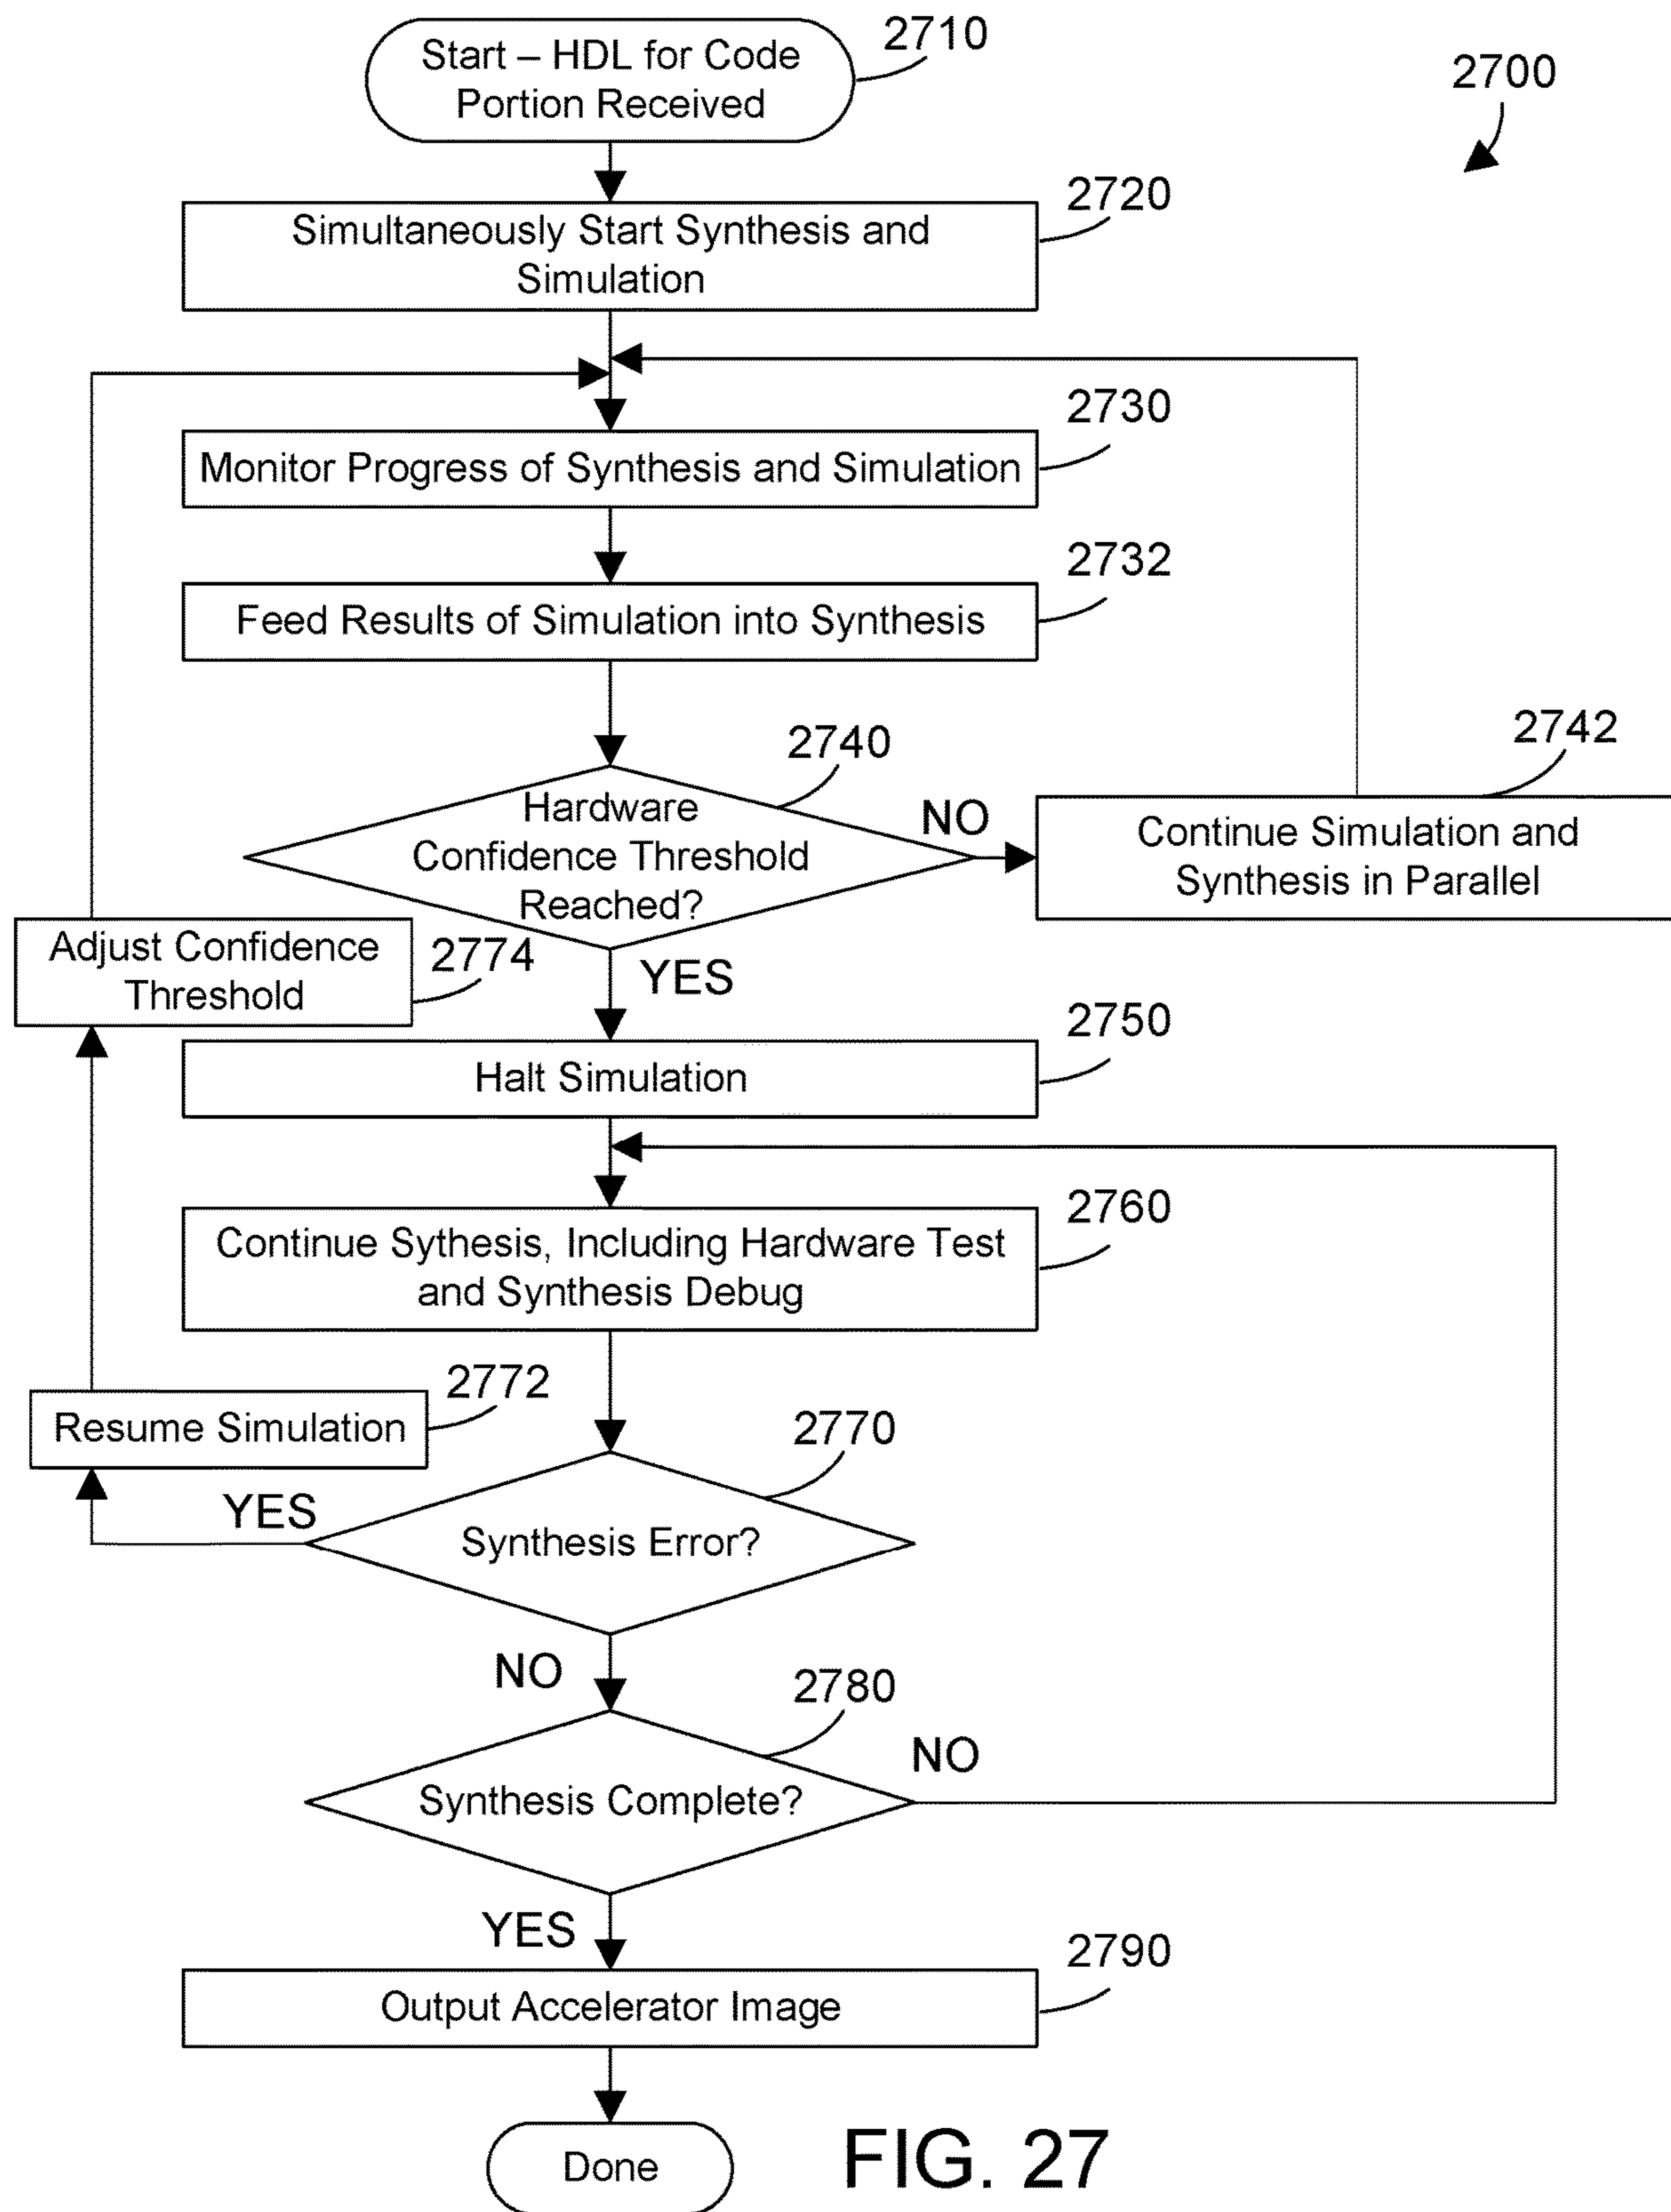 Start – HDL for Code
Portion Received
2710
2700
2720
Simultaneously Start Synthesis and
Simulation
2730
Monitor Progress of Synthesis and Simulation
2732
Feed Results of Simulation into Synthesis
2740
Hardware
Confidence Threshold
Reached?
NO
2742
Continue Simulation and
Synthesis in Parallel
Adjust Confidence
Threshold
2774
YES
2750
Halt Simulation
2760
Continue Sythesis, Including Hardware Test
and Synthesis Debug
2772
Resume Simulation
2770
YES
Synthesis Error?
NO
2780
NO
Synthesis Complete?
YES
2790
Output Accelerator Image
Done
FIG. 27